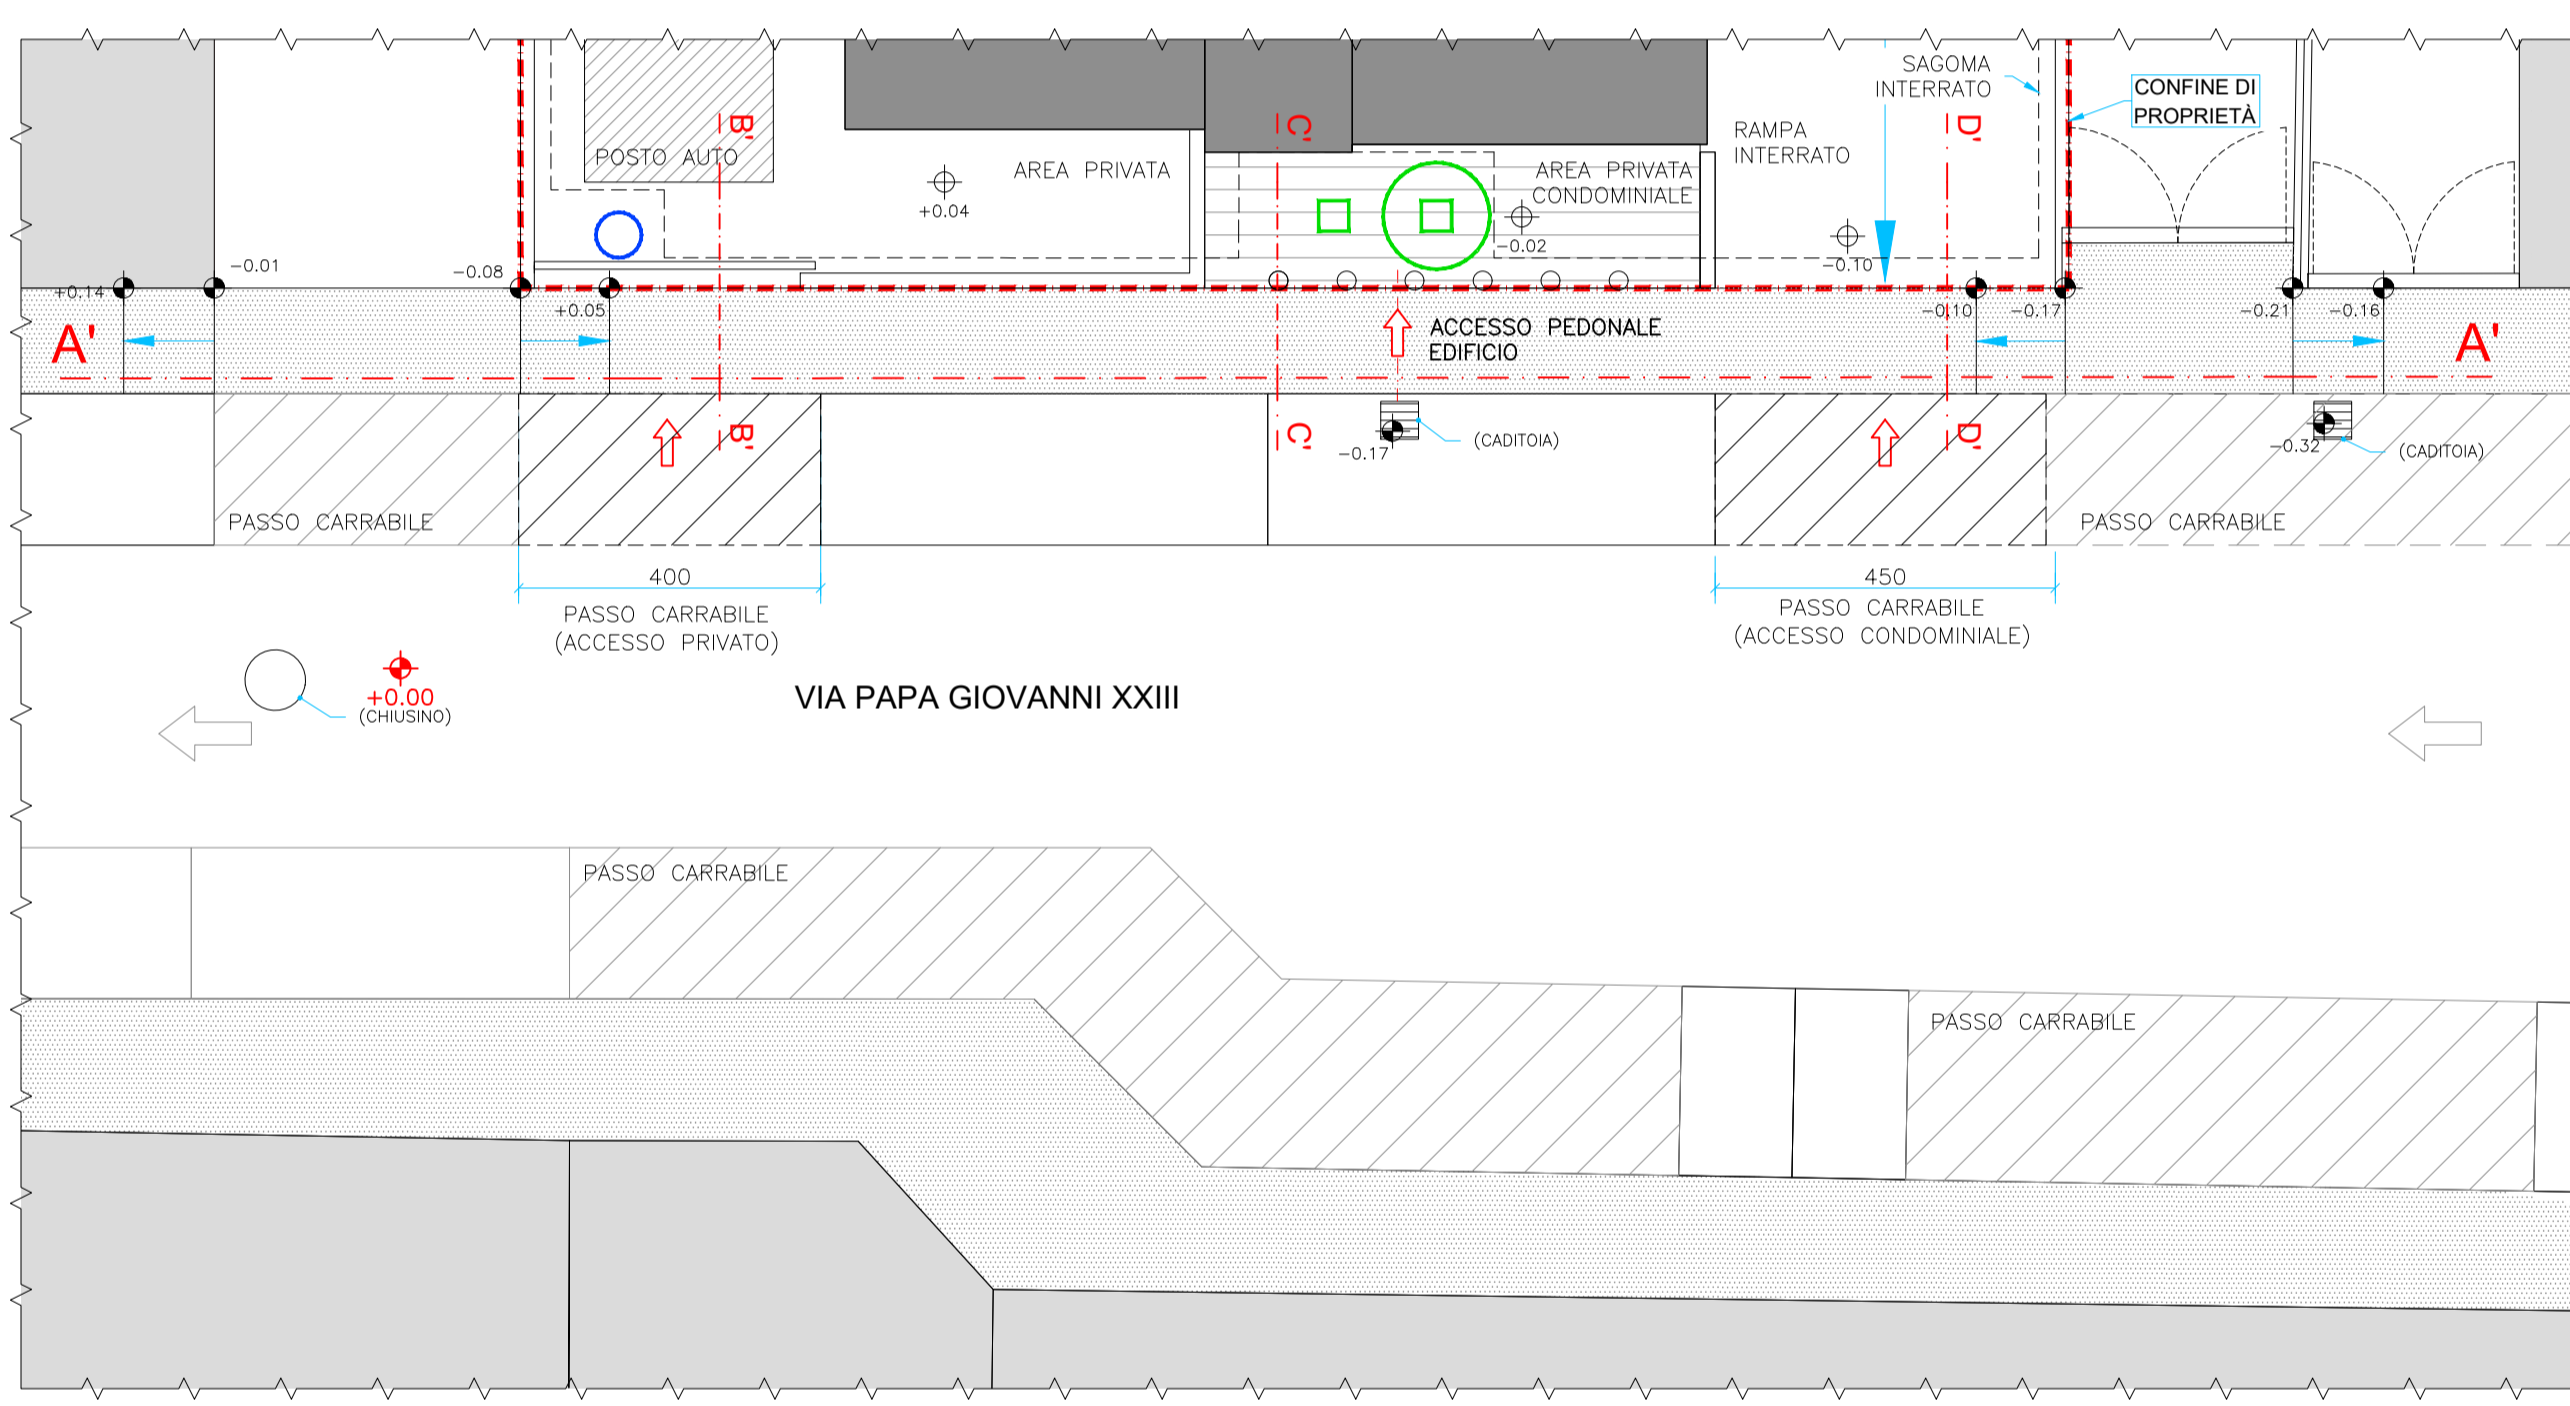 SAGOMA
INTERRATO
CONFINE DI
PROPRIETÀ
B'
C'
D'
RAMPA
INTERRATO
POSTO AUTO
AREA PRIVATA
AREA PRIVATA
CONDOMINIALE
+0.04
-0.02
-0.10
-0.01
-0.08
+0.14
+0.05
-0.10
-0.17
-0.21
-0.16
A'
ACCESSO PEDONALE
EDIFICIO
A'
B'
C'
D'
-0.17
(CADITOIA)
-0.32
(CADITOIA)
PASSO CARRABILE
PASSO CARRABILE
400
PASSO CARRABILE
(ACCESSO PRIVATO)
450
PASSO CARRABILE
(ACCESSO CONDOMINIALE)
+0.00
(CHIUSINO)
VIA PAPA GIOVANNI XXIII
PASSO CARRABILE
PASSO CARRABILE